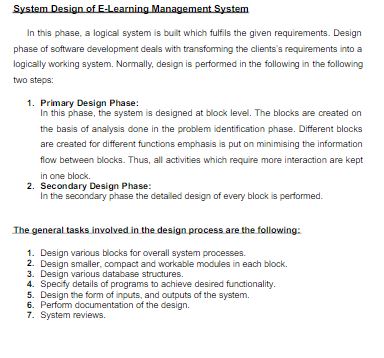 System Design of E-Learning Management System
In this phase, a logical system is built which fulfils the given requirements. Design
phase of software development deals with transforming the clients's requirements into a
logically working system. Normally, design is performed in the following in the following
two steps:
1. Primary Design Phase:
In this phase, the system is designed at block level. The blocks are created on
the basis of analysis done in the problem identification phase. Different blocks
are created for different functions emphasis is put on minimising the information
flow between blocks. Thus, all activities which require more interaction are kept
in one block.
2. Secondary Design Phase:
In the secondary phase the detailed design of every block is performed.
The general tasks involved in the design process are the following:
1. Design various blocks for overall system processes.
2. Design smaller, compact and workable modules in each block.
3. Design various database structures.
4. Specify details of programs to achieve desired functionality.
5. Design the form of inputs, and outputs of the system.
6. Perform documentation of the design.
7. System reviews.